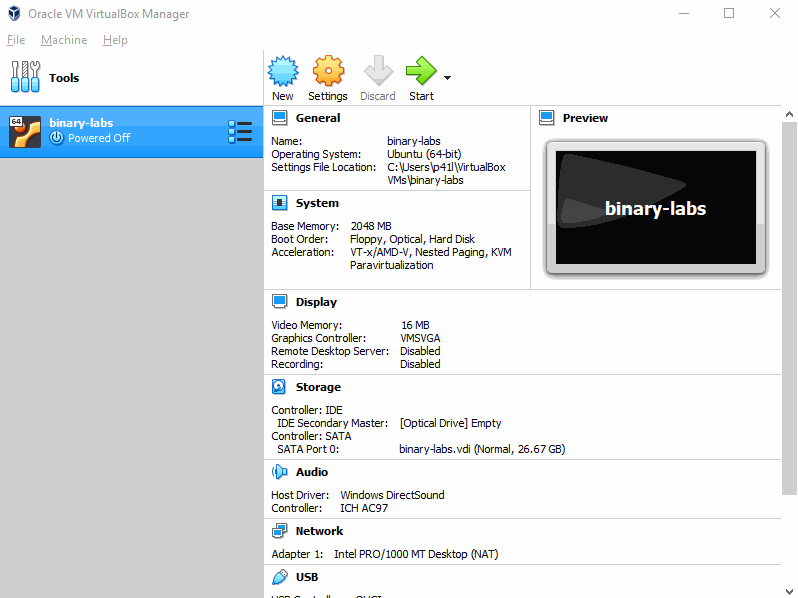 Oracle VM VirtualBox Manager
File Machine Help
Tools
New Settings Discard Start
64 binary-labs
Powered Off
General
Name: binary-labs
Operating System: Ubuntu (64-bit)
Settings File Location: C:\Users\p41l\VirtualBox
VMs\binary-labs
Preview
binary-labs
System
Base Memory: 2048 MB
Boot Order: Floppy, Optical, Hard Disk
Acceleration: VT-x/AMD-V, Nested Paging, KVM
Paravirtualization
Display
Video Memory: 16 MB
Graphics Controller: VMSVGA
Remote Desktop Server: Disabled
Recording: Disabled
Storage
Controller: IDE
IDE Secondary Master: [Optical Drive] Empty
Controller: SATA
SATA Port 0: binary-labs.vdi (Normal, 26.67 GB)
Audio
Host Driver: Windows DirectSound
Controller: ICH AC97
Network
Adapter 1: Intel PRO/1000 MT Desktop (NAT)
USB